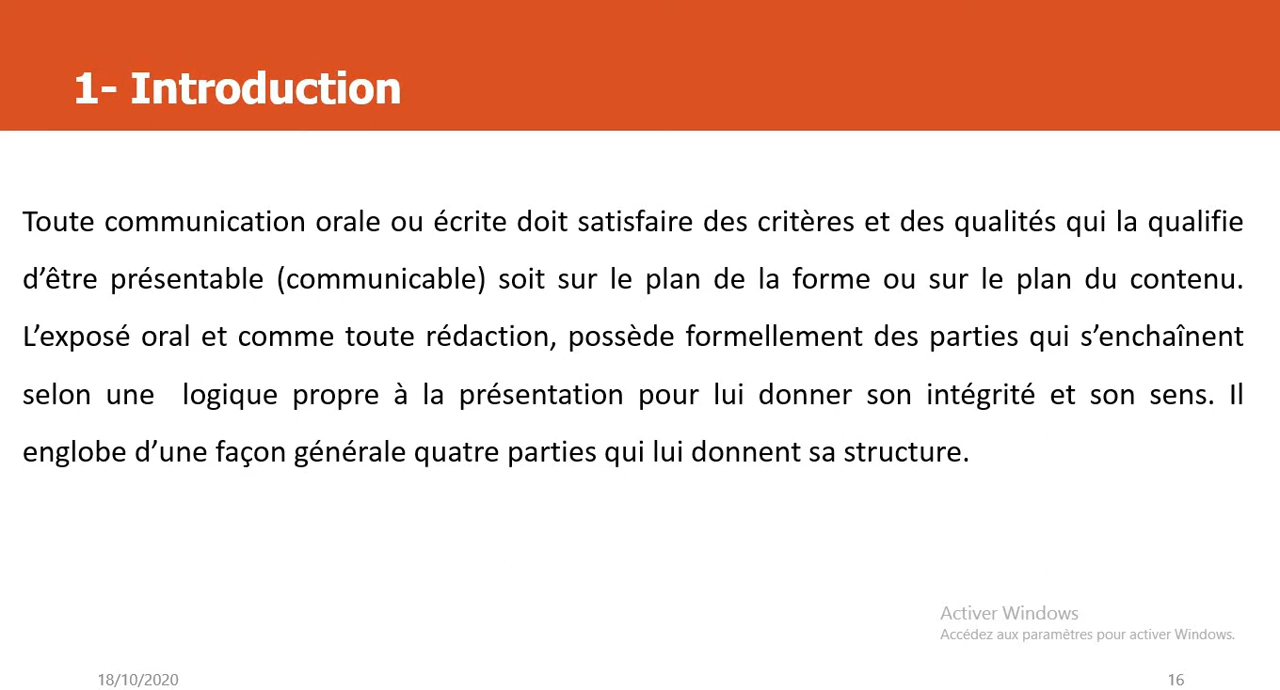 1- Introduction
Toute communication orale ou écrite doit satisfaire des critères et des qualités qui la qualifie
d’être présentable (communicable) soit sur le plan de la forme ou sur le plan du contenu.
L’exposé oral et comme toute rédaction, possède formellement des parties qui s’enchaînent
selon une logique propre à la présentation pour lui donner son intégrité et son sens. Il
englobe d’une façon générale quatre parties qui lui donnent sa structure.
Activer Windows
Accédez aux paramètres pour activer Windows.
18/10/2020
16